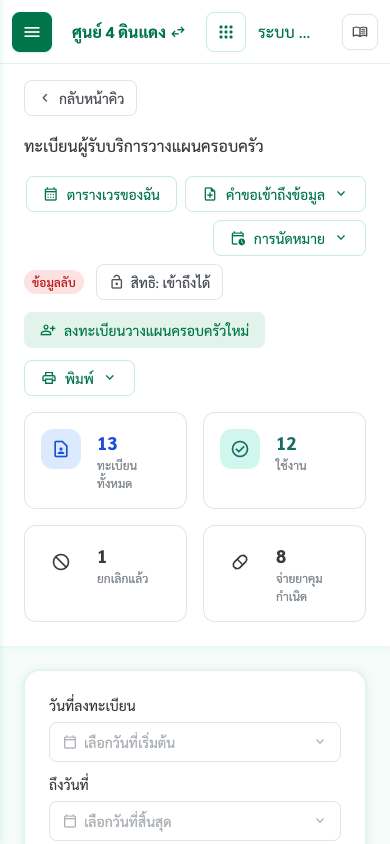 ศูนย์ 4 ดินแดง
ระบบ ...
กลับหน้าคิว
ทะเบียนผู้รับบริการวางแผนครอบครัว
ตารางเวรของฉัน
คำขอเข้าถึงข้อมูล
การนัดหมาย
ข้อมูลลับ
สิทธิ: เข้าถึงได้
ลงทะเบียนวางแผนครอบครัวใหม่
พิมพ์
13
ทะเบียน
ทั้งหมด
12
ใช้งาน
1
ยกเลิกแล้ว
8
จ่ายยาคุม
กำเนิด
วันที่ลงทะเบียน
เลือกวันที่เริ่มต้น
ถึงวันที่
เลือกวันที่สิ้นสุด